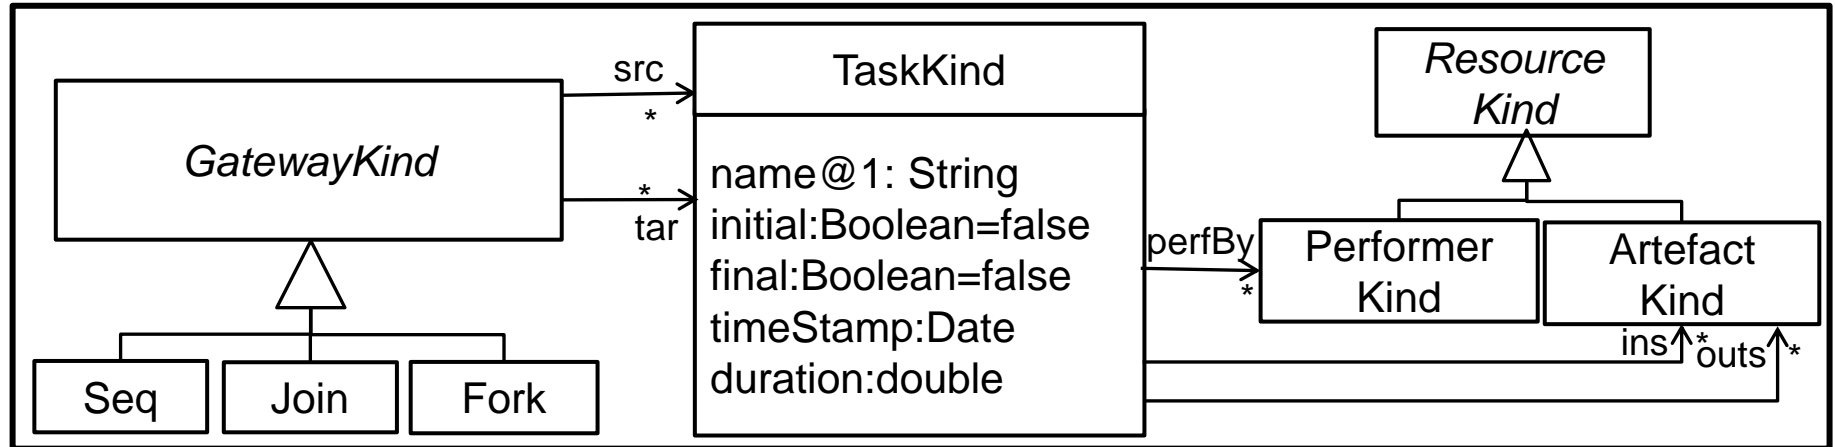 GatewayKind
Seq
Join
Fork
src
*
*
tar
TaskKind
name@1: String
initial:Boolean=false
final:Boolean=false
timeStamp:Date
duration:double
perfBy
*
Resource
Kind
Performer
Kind
Artefact
Kind
ins
*
outs
*